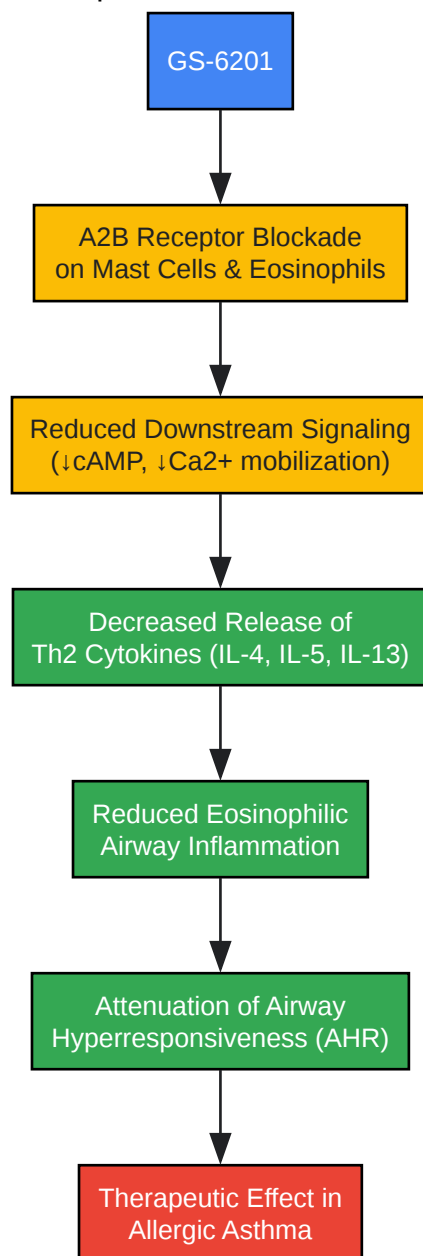 GS-6201
A2B Receptor Blockade
on Mast Cells & Eosinophils
Reduced Downstream Signaling
(↓cAMP, ↓Ca2+ mobilization)
Decreased Release of
Th2 Cytokines (IL-4, IL-5, IL-13)
Reduced Eosinophilic
Airway Inflammation
Attenuation of Airway
Hyperresponsiveness (AHR)
Therapeutic Effect in
Allergic Asthma